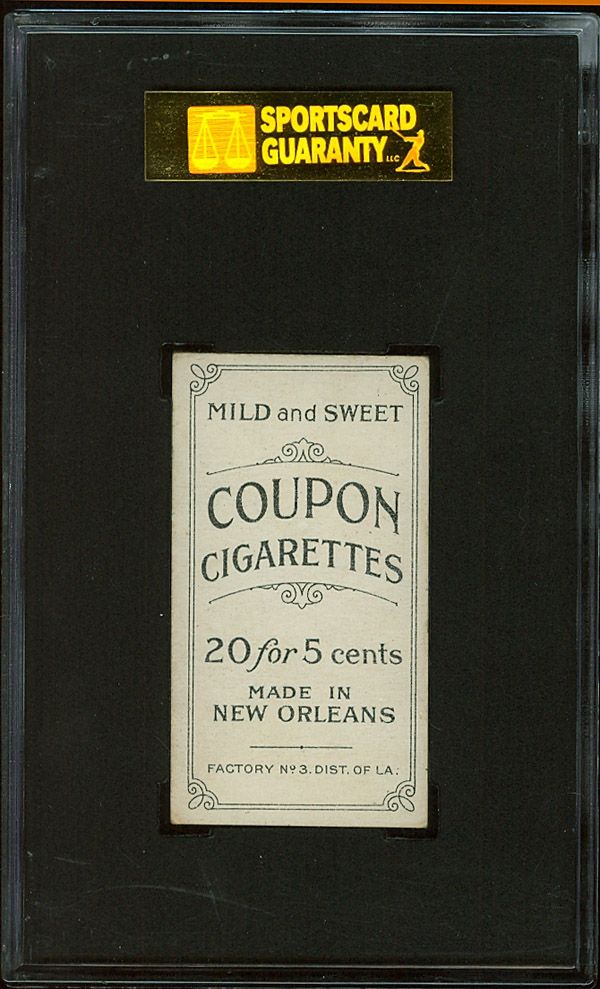 SPORTSCARD
GUARANTY LLC
MILD and SWEET
COUPON
CIGARETTES
20 for 5 cents
MADE IN
NEW ORLEANS
FACTORY Nº 3. DIST. OF LA.